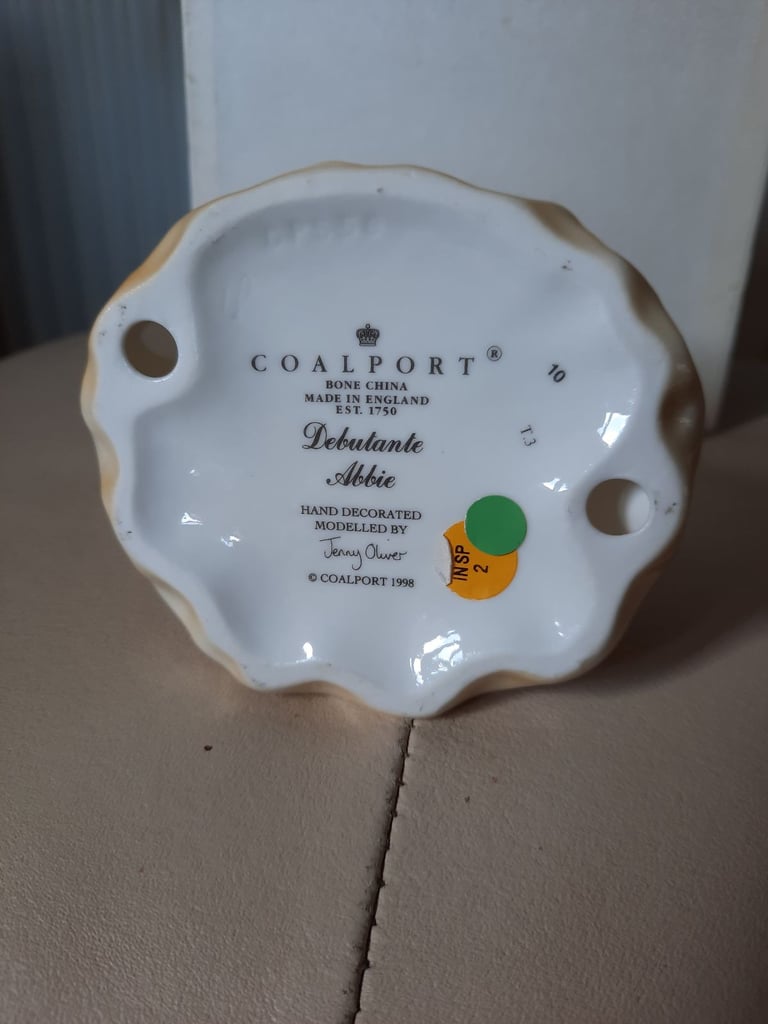 COALPORT®
BONE CHINA
MADE IN ENGLAND
EST. 1750
Debutante
Abbie
HAND DECORATED
MODELLED BY
Jenny Oliver
© COALPORT 1998
10
T.3
INSP
2